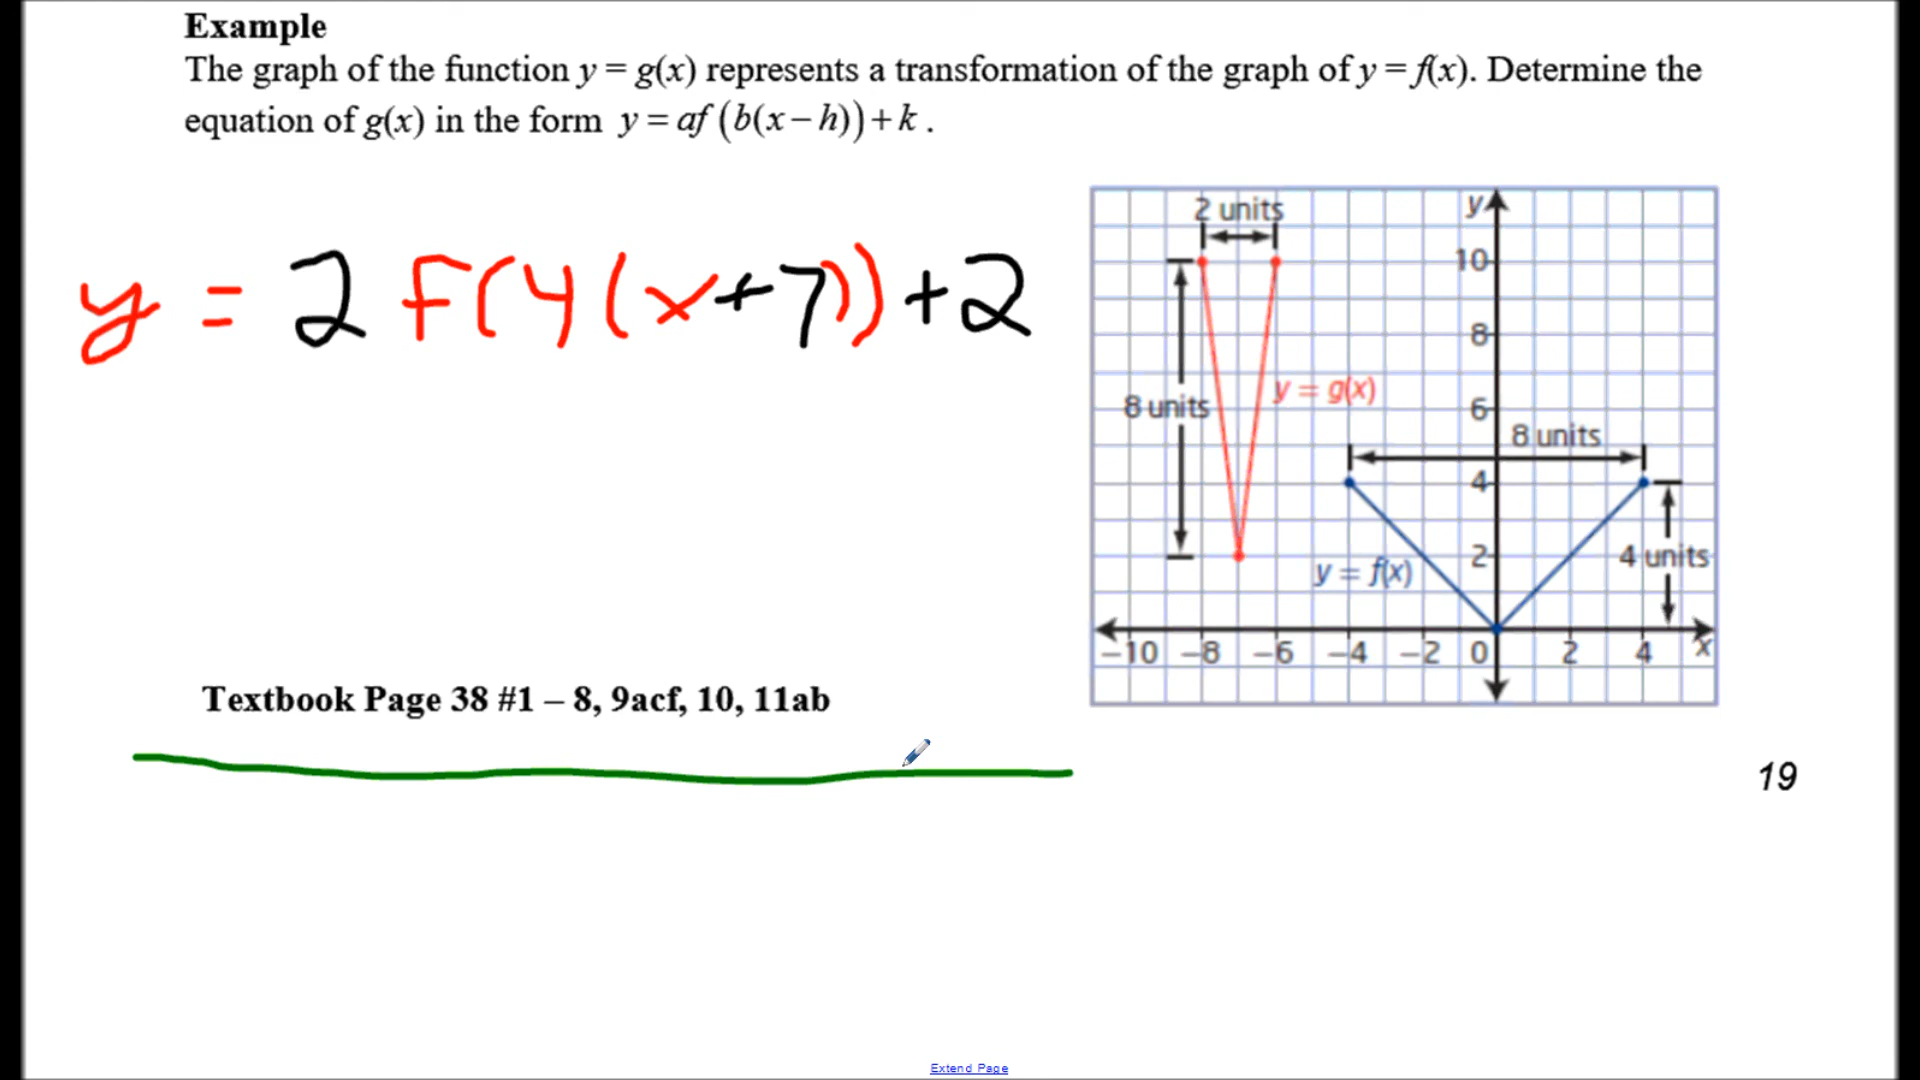 Example
The graph of the function y = g(x) represents a transformation of the graph of y = f(x). Determine the
equation of g(x) in the form y = af(b(x−h))+k.
y = 2 F(4(x+7))+2
2 units
y
10
8
y = g(x)
8 units
6
8 units
4
2
4 units
y = f(x)
−10 −8 −6 −4 −2 0 2 4 x
Textbook Page 38 #1 – 8, 9acf, 10, 11ab
19
Extend Page